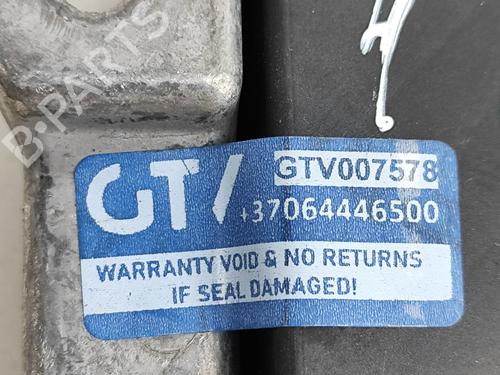 B-PARTS
GTV GTV007578
+37064446500
WARRANTY VOID & NO RETURNS
IF SEAL DAMAGED!